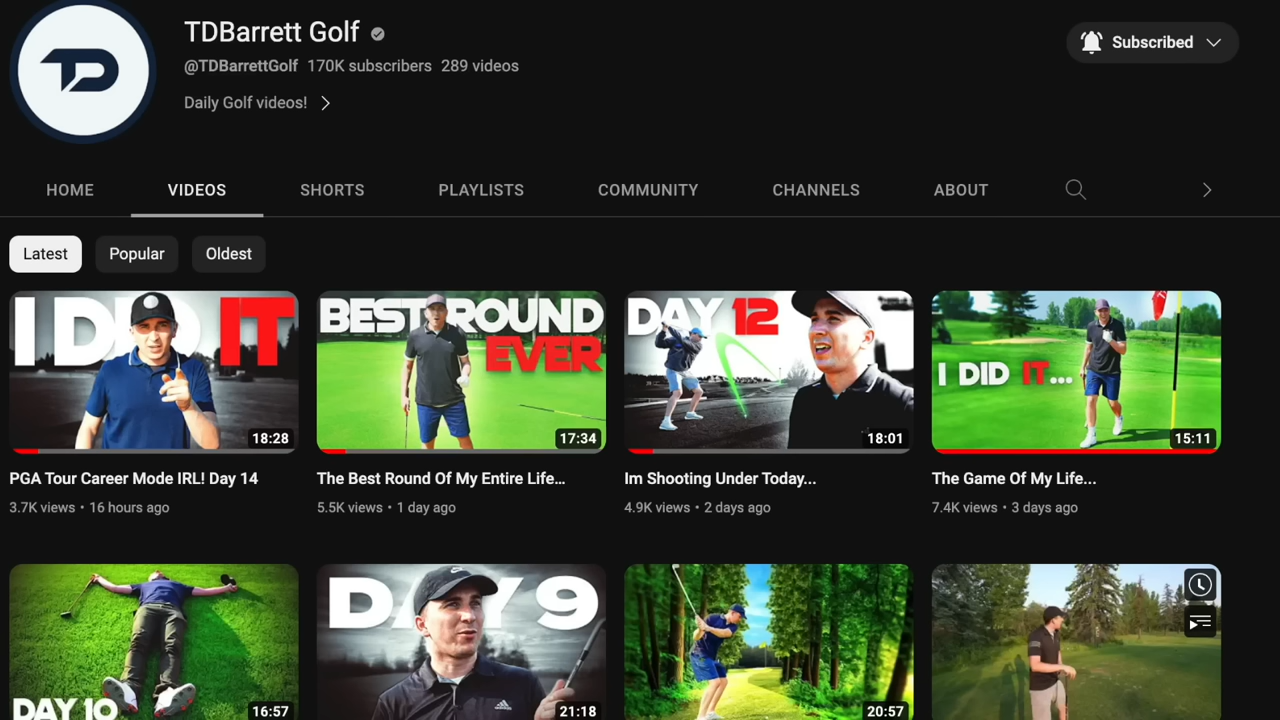 TD
TDBarrett Golf
@TDBarrettGolf 170K subscribers 289 videos
Daily Golf videos!
Subscribed
HOME VIDEOS SHORTS PLAYLISTS COMMUNITY CHANNELS ABOUT
Latest Popular Oldest
I DID IT
18:28
BEST ROUND
EVER
17:34
DAY 12
18:01
I DID IT...
15:11
PGA Tour Career Mode IRL! Day 14
3.7K views • 16 hours ago
The Best Round Of My Entire Life...
5.5K views • 1 day ago
Im Shooting Under Today...
4.9K views • 2 days ago
The Game Of My Life...
7.4K views • 3 days ago
DAY 10
16:57
DAY 9
21:18
20:57